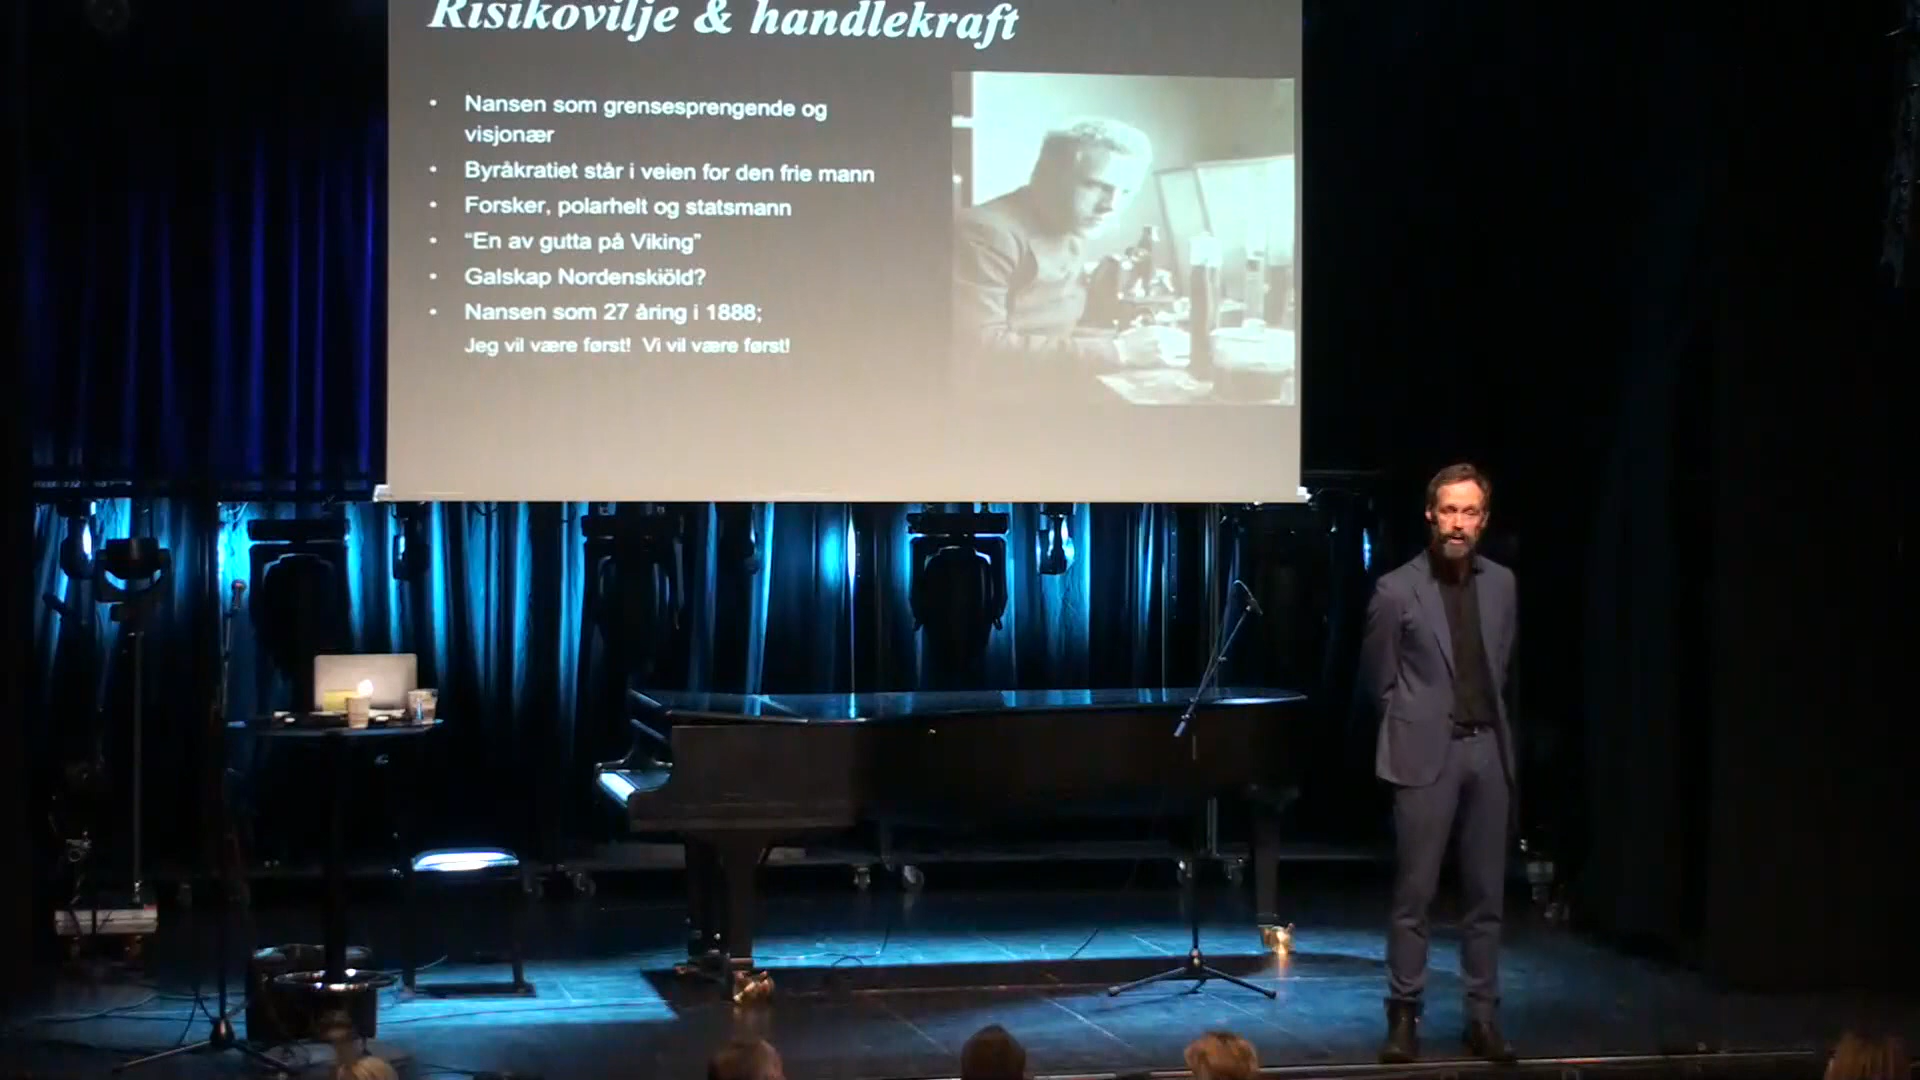 Risikovilje & handlekraft
• Nansen som grensesprengende og
visjonær
• Byråkratiet står i veien for den frie mann
• Forsker, polarhelt og statsmann
• “En av gutta på Viking”
• Galskap Nordenskiöld?
• Nansen som 27 åring i 1888;
Jeg vil være først! Vi vil være først!